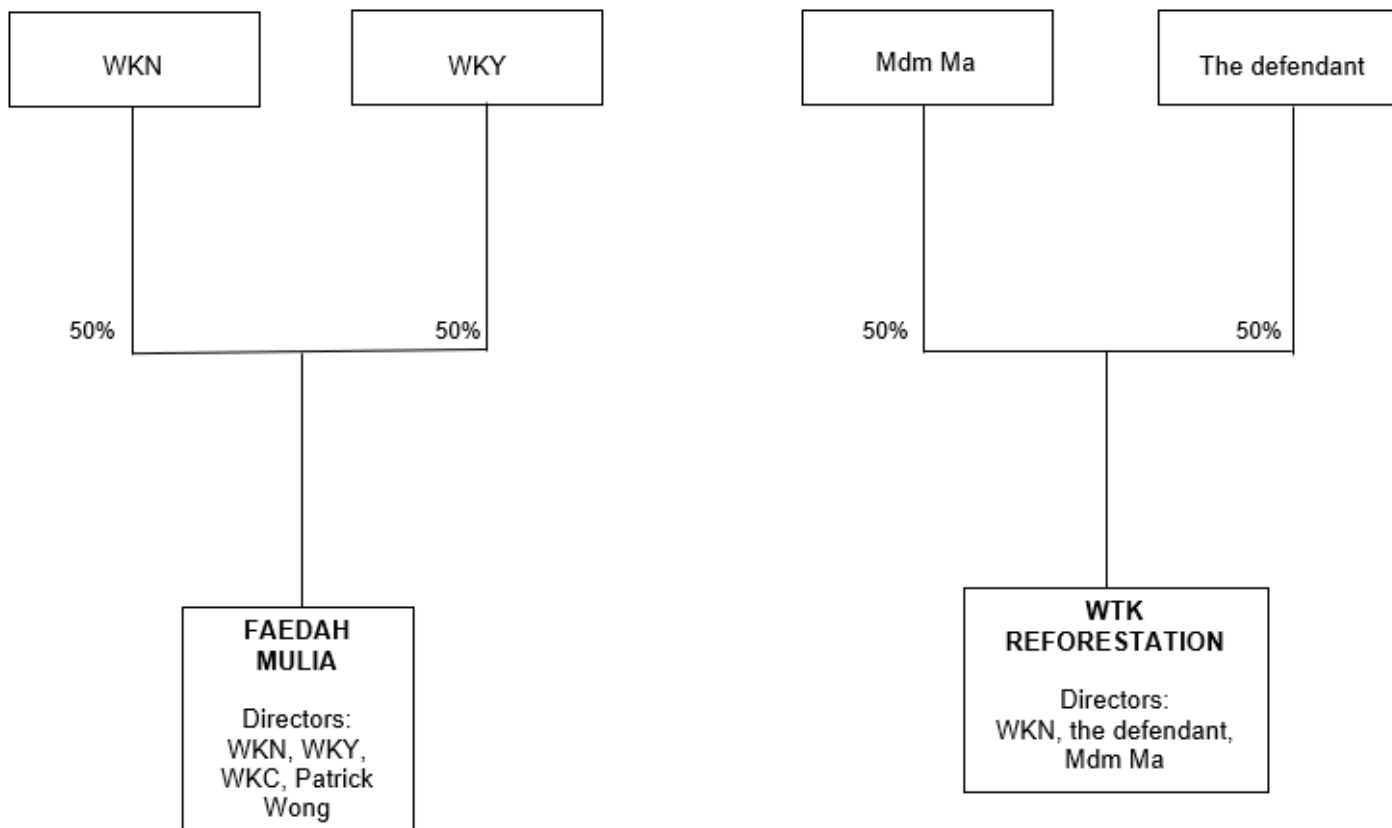 WKN
WKY
Mdm Ma
The defendant
50%
50%
50%
50%
FAEDAH
MULIA
Directors:
WKN, WKY,
WKC, Patrick
Wong
WTK
REFORESTATION
Directors:
WKN, the defendant,
Mdm Ma